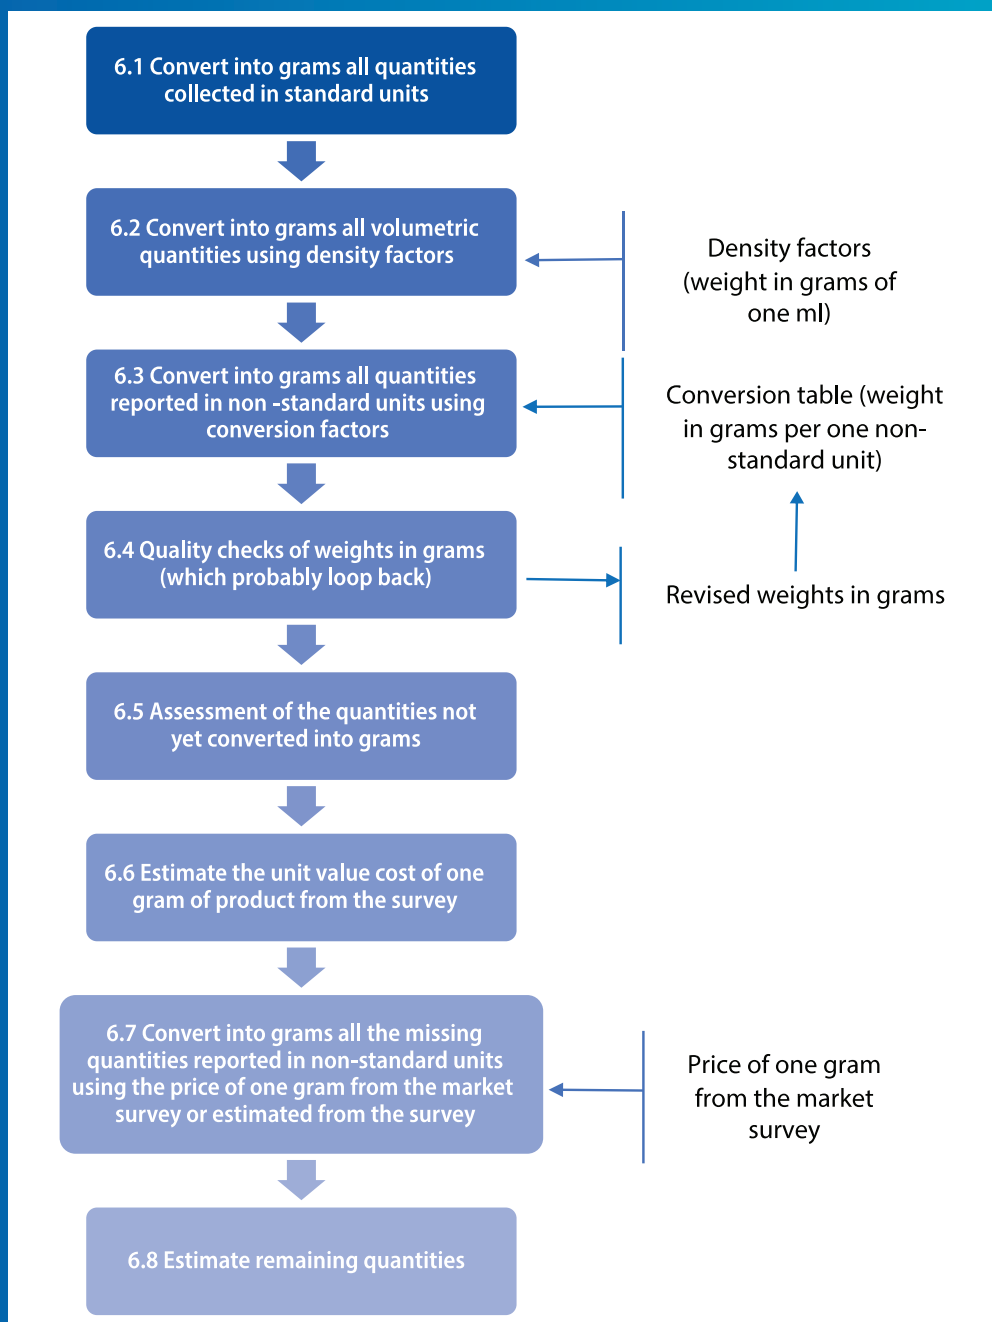 6.1 Convert into grams all quantities
collected in standard units
6.2 Convert into grams all volumetric
quantities using density factors
Density factors
(weight in grams of
one ml)
6.3 Convert into grams all quantities
reported in non -standard units using
conversion factors
Conversion table (weight
in grams per one non-
standard unit)
6.4 Quality checks of weights in grams
(which probably loop back)
Revised weights in grams
6.5 Assessment of the quantities not
yet converted into grams
6.6 Estimate the unit value cost of one
gram of product from the survey
6.7 Convert into grams all the missing
quantities reported in non-standard units
using the price of one gram from the market
survey or estimated from the survey
Price of one gram
from the market
survey
6.8 Estimate remaining quantities